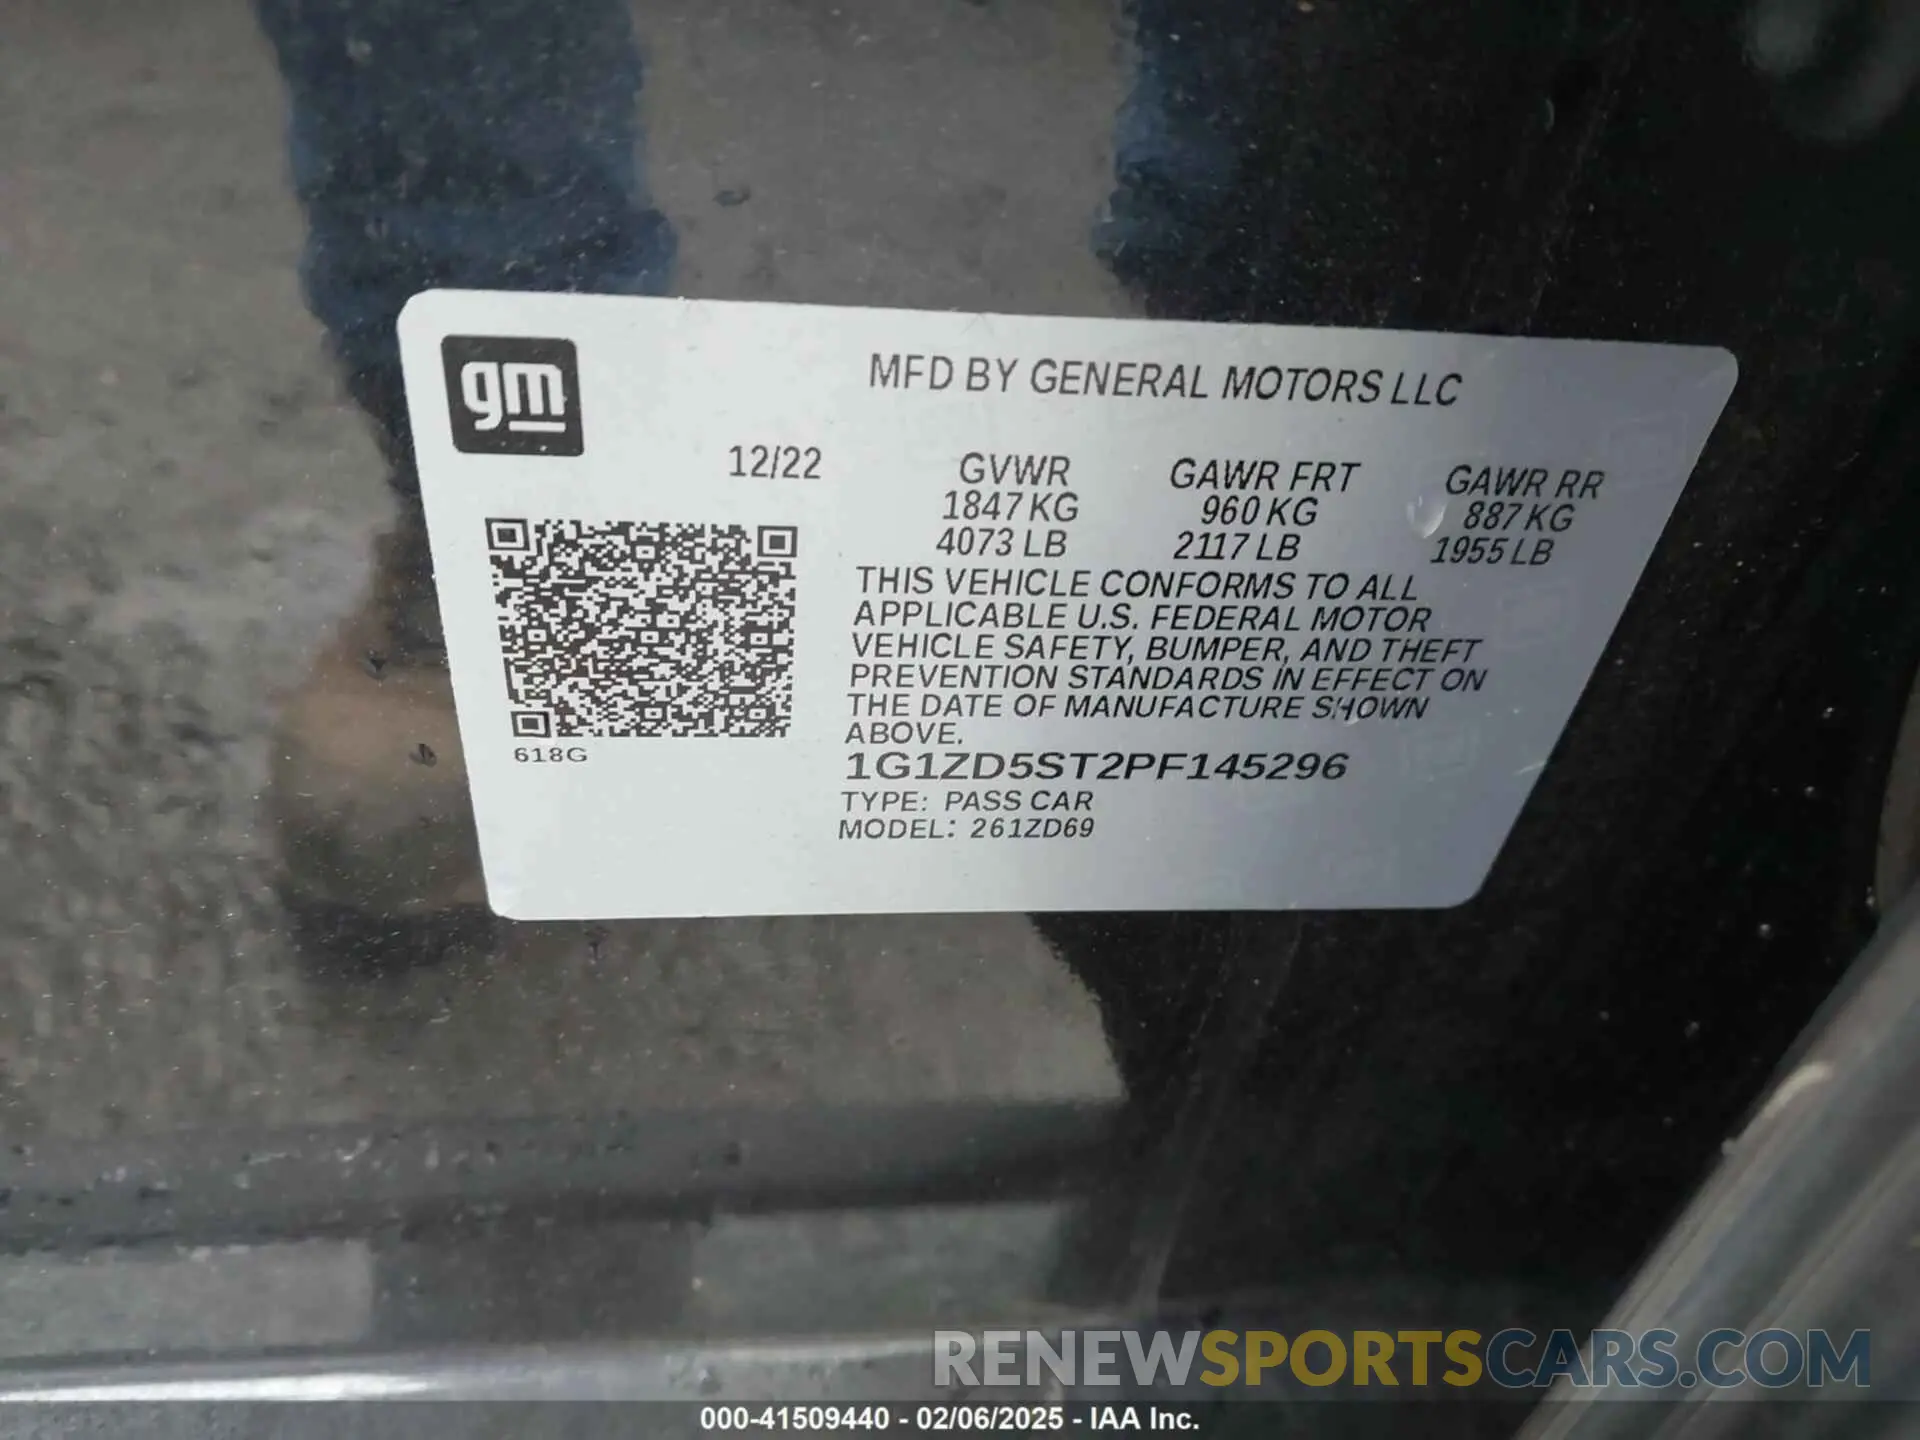 gm
MFD BY GENERAL MOTORS LLC
12/22
GVWR GAWR FRT GAWR RR
1847 KG 960 KG 887 KG
4073 LB 2117 LB 1955 LB
THIS VEHICLE CONFORMS TO ALL
APPLICABLE U.S. FEDERAL MOTOR
VEHICLE SAFETY, BUMPER, AND THEFT
PREVENTION STANDARDS IN EFFECT ON
THE DATE OF MANUFACTURE SHOWN
ABOVE.
618G
1G1ZD5ST2PF145296
TYPE: PASS CAR
MODEL: 261ZD69
RENEWSPORTSCARS.COM
000-41509440 - 02/06/2025 - IAA Inc.